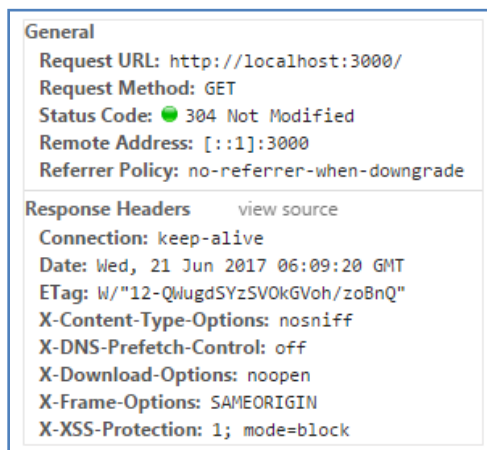 General
Request URL: http://localhost:3000/
Request Method: GET
Status Code: 304 Not Modified
Remote Address: [::1]:3000
Referrer Policy: no-referrer-when-downgrade
Response Headers view source
Connection: keep-alive
Date: Wed, 21 Jun 2017 06:09:20 GMT
ETag: W/"12-QWugdSYzSVOkGVoh/zoBnQ"
X-Content-Type-Options: nosniff
X-DNS-Prefetch-Control: off
X-Download-Options: noopen
X-Frame-Options: SAMEORIGIN
X-XSS-Protection: 1; mode=block